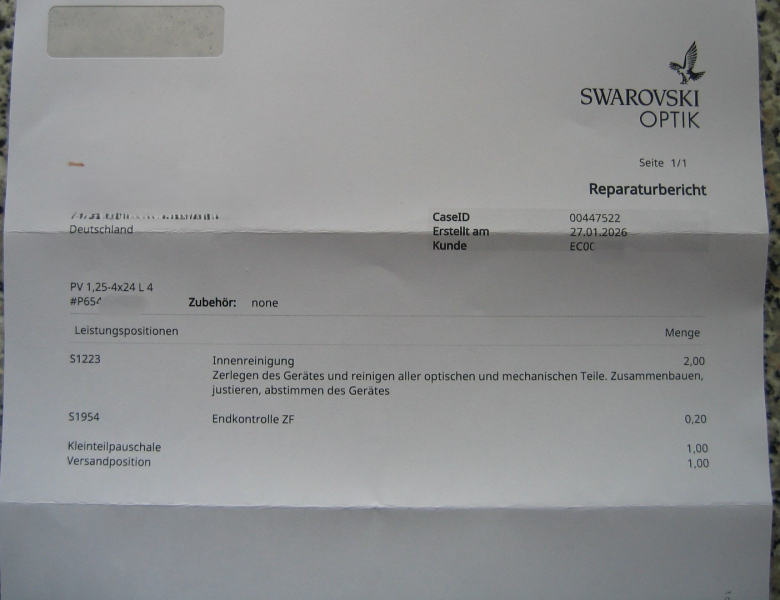 SWAROVSKI
OPTIK
Seite 1/1
Reparaturbericht
Deutschland
CaseID 00447522
Erstellt am 27.01.2026
Kunde EC0C
PV 1,25-4x24 L 4
#P654 Zubehör: none
Leistungspositionen Menge
S1223 Innenreinigung 2,00
Zerlegen des Gerätes und reinigen aller optischen und mechanischen Teile. Zusammenbauen,
justieren, abstimmen des Gerätes
S1954 Endkontrolle ZF 0,20
Kleinteilpauschale 1,00
Versandposition 1,00